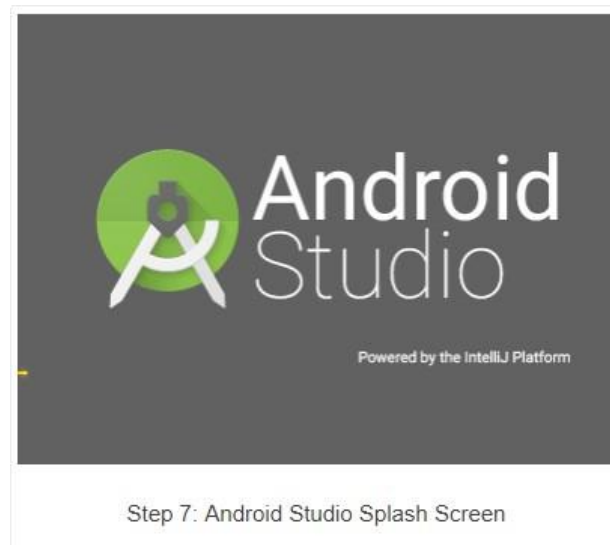 Android
Studio
Powered by the IntelliJ Platform
Step 7: Android Studio Splash Screen